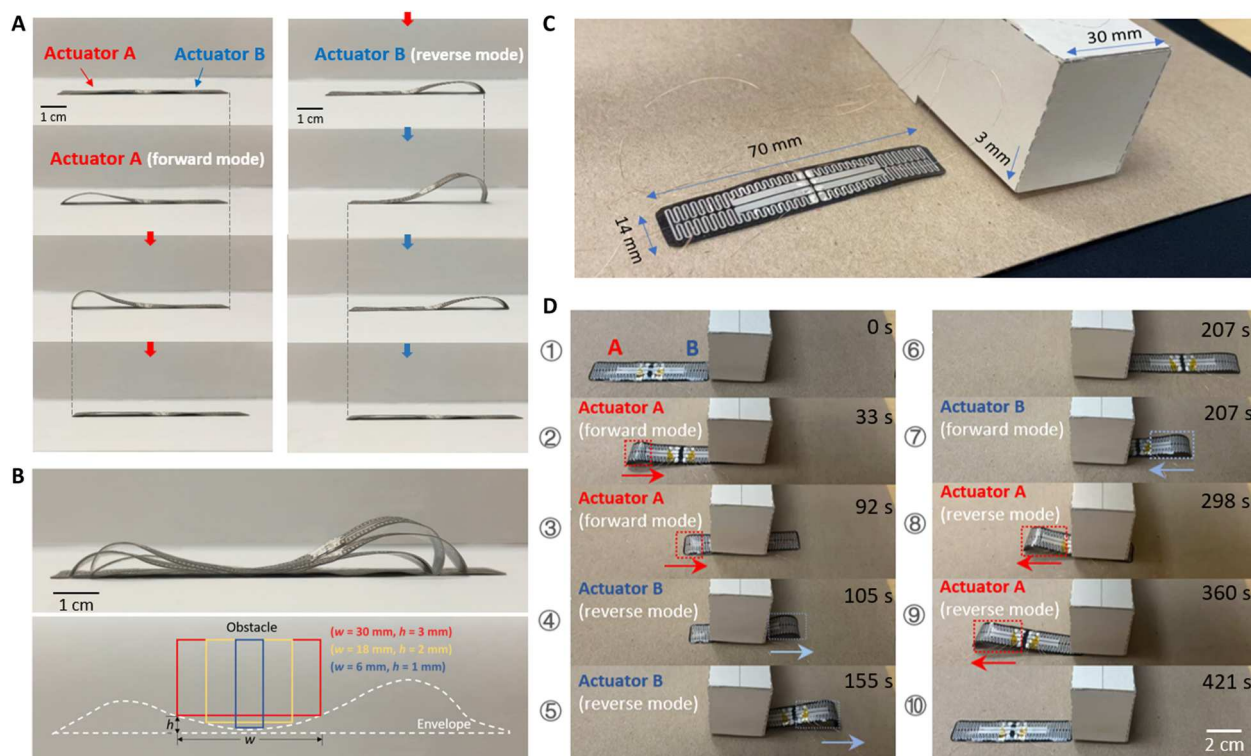 A
Actuator A
Actuator B
1 cm
Actuator A (forward mode)
Actuator B (reverse mode)
B
1 cm
Obstacle
(w = 30 mm, h = 3 mm)
(w = 18 mm, h = 2 mm)
(w = 6 mm, h = 1 mm)
h
w
Envelope
C
30 mm
3 mm
70 mm
14 mm
D
① A B 0 s
② Actuator A
(forward mode)
33 s
③ Actuator A
(forward mode)
92 s
④ Actuator B
(reverse mode)
105 s
⑤ Actuator B
(reverse mode)
155 s
⑥ 207 s
⑦ Actuator B
(forward mode)
207 s
⑧ Actuator A
(reverse mode)
298 s
⑨ Actuator A
(reverse mode)
360 s
⑩ 421 s
2 cm